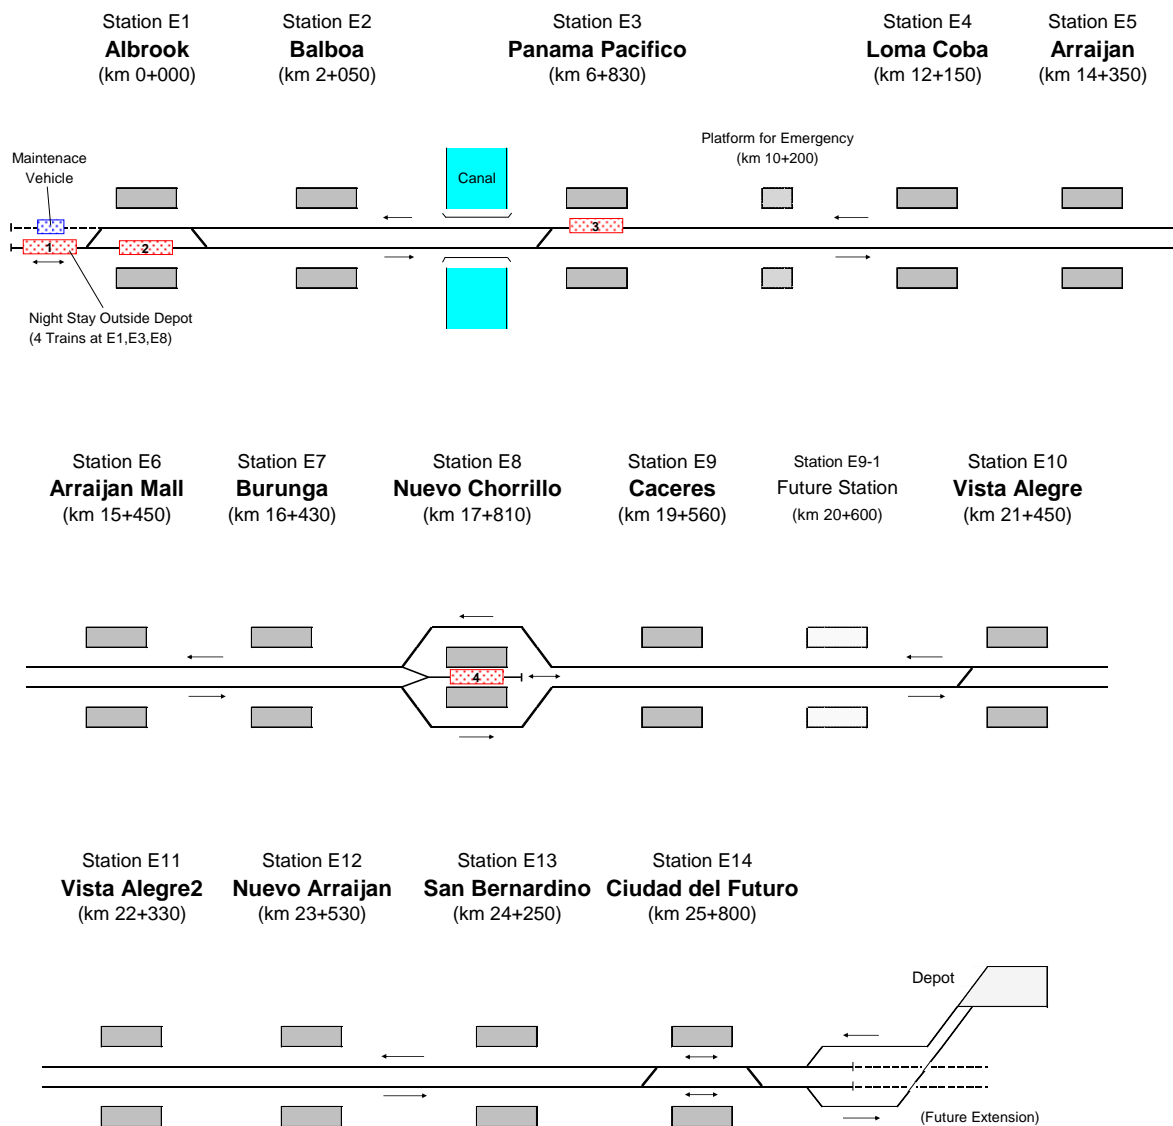 Station E1
Albrook
(km 0+000)
Station E2
Balboa
(km 2+050)
Station E3
Panama Pacifico
(km 6+830)
Station E4
Loma Coba
(km 12+150)
Station E5
Arraijan
(km 14+350)
Platform for Emergency
(km 10+200)
Maintenace
Vehicle
Canal
1
2
3
Night Stay Outside Depot
(4 Trains at E1,E3,E8)
Station E6
Arraijan Mall
(km 15+450)
Station E7
Burunga
(km 16+430)
Station E8
Nuevo Chorrillo
(km 17+810)
Station E9
Caceres
(km 19+560)
Station E9-1
Future Station
(km 20+600)
Station E10
Vista Alegre
(km 21+450)
4
Station E11
Vista Alegre2
(km 22+330)
Station E12
Nuevo Arraijan
(km 23+530)
Station E13
San Bernardino
(km 24+250)
Station E14
Ciudad del Futuro
(km 25+800)
Depot
(Future Extension)